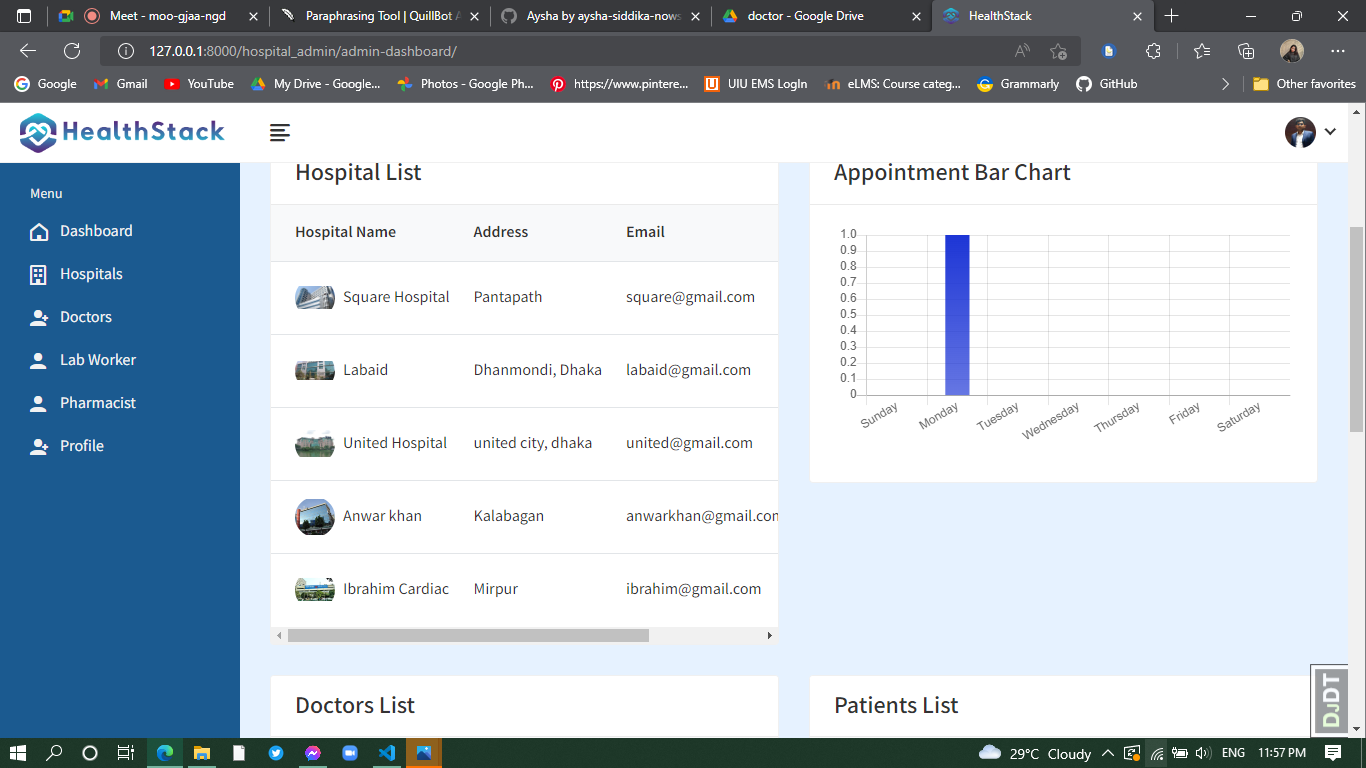 Meet - moo-gjaa-ngd
Paraphrasing Tool | QuillBot A
Aysha by aysha-siddika-nows
doctor - Google Drive
HealthStack
127.0.0.1:8000/hospital_admin/admin-dashboard/
Google
Gmail
YouTube
My Drive - Google...
Photos - Google Ph...
https://www.pintere...
UIU EMS LogIn
eLMS: Course categ...
Grammarly
GitHub
Other favorites
HealthStack
Menu
Dashboard
Hospitals
Doctors
Lab Worker
Pharmacist
Profile
Hospital List
Hospital Name Address Email
Square Hospital Pantapath square@gmail.com
Labaid Dhanmondi, Dhaka labaid@gmail.com
United Hospital united city, dhaka united@gmail.com
Anwar khan Kalabagan anwarkhan@gmail.con
Ibrahim Cardiac Mirpur ibrahim@gmail.com
Appointment Bar Chart
1.0
0.9
0.8
0.7
0.6
0.5
0.4
0.3
0.2
0.1
0
Sunday Monday Tuesday Wednesday Thursday Friday Saturday
Doctors List
Patients List
DjDT
29°C Cloudy
ENG
11:57 PM